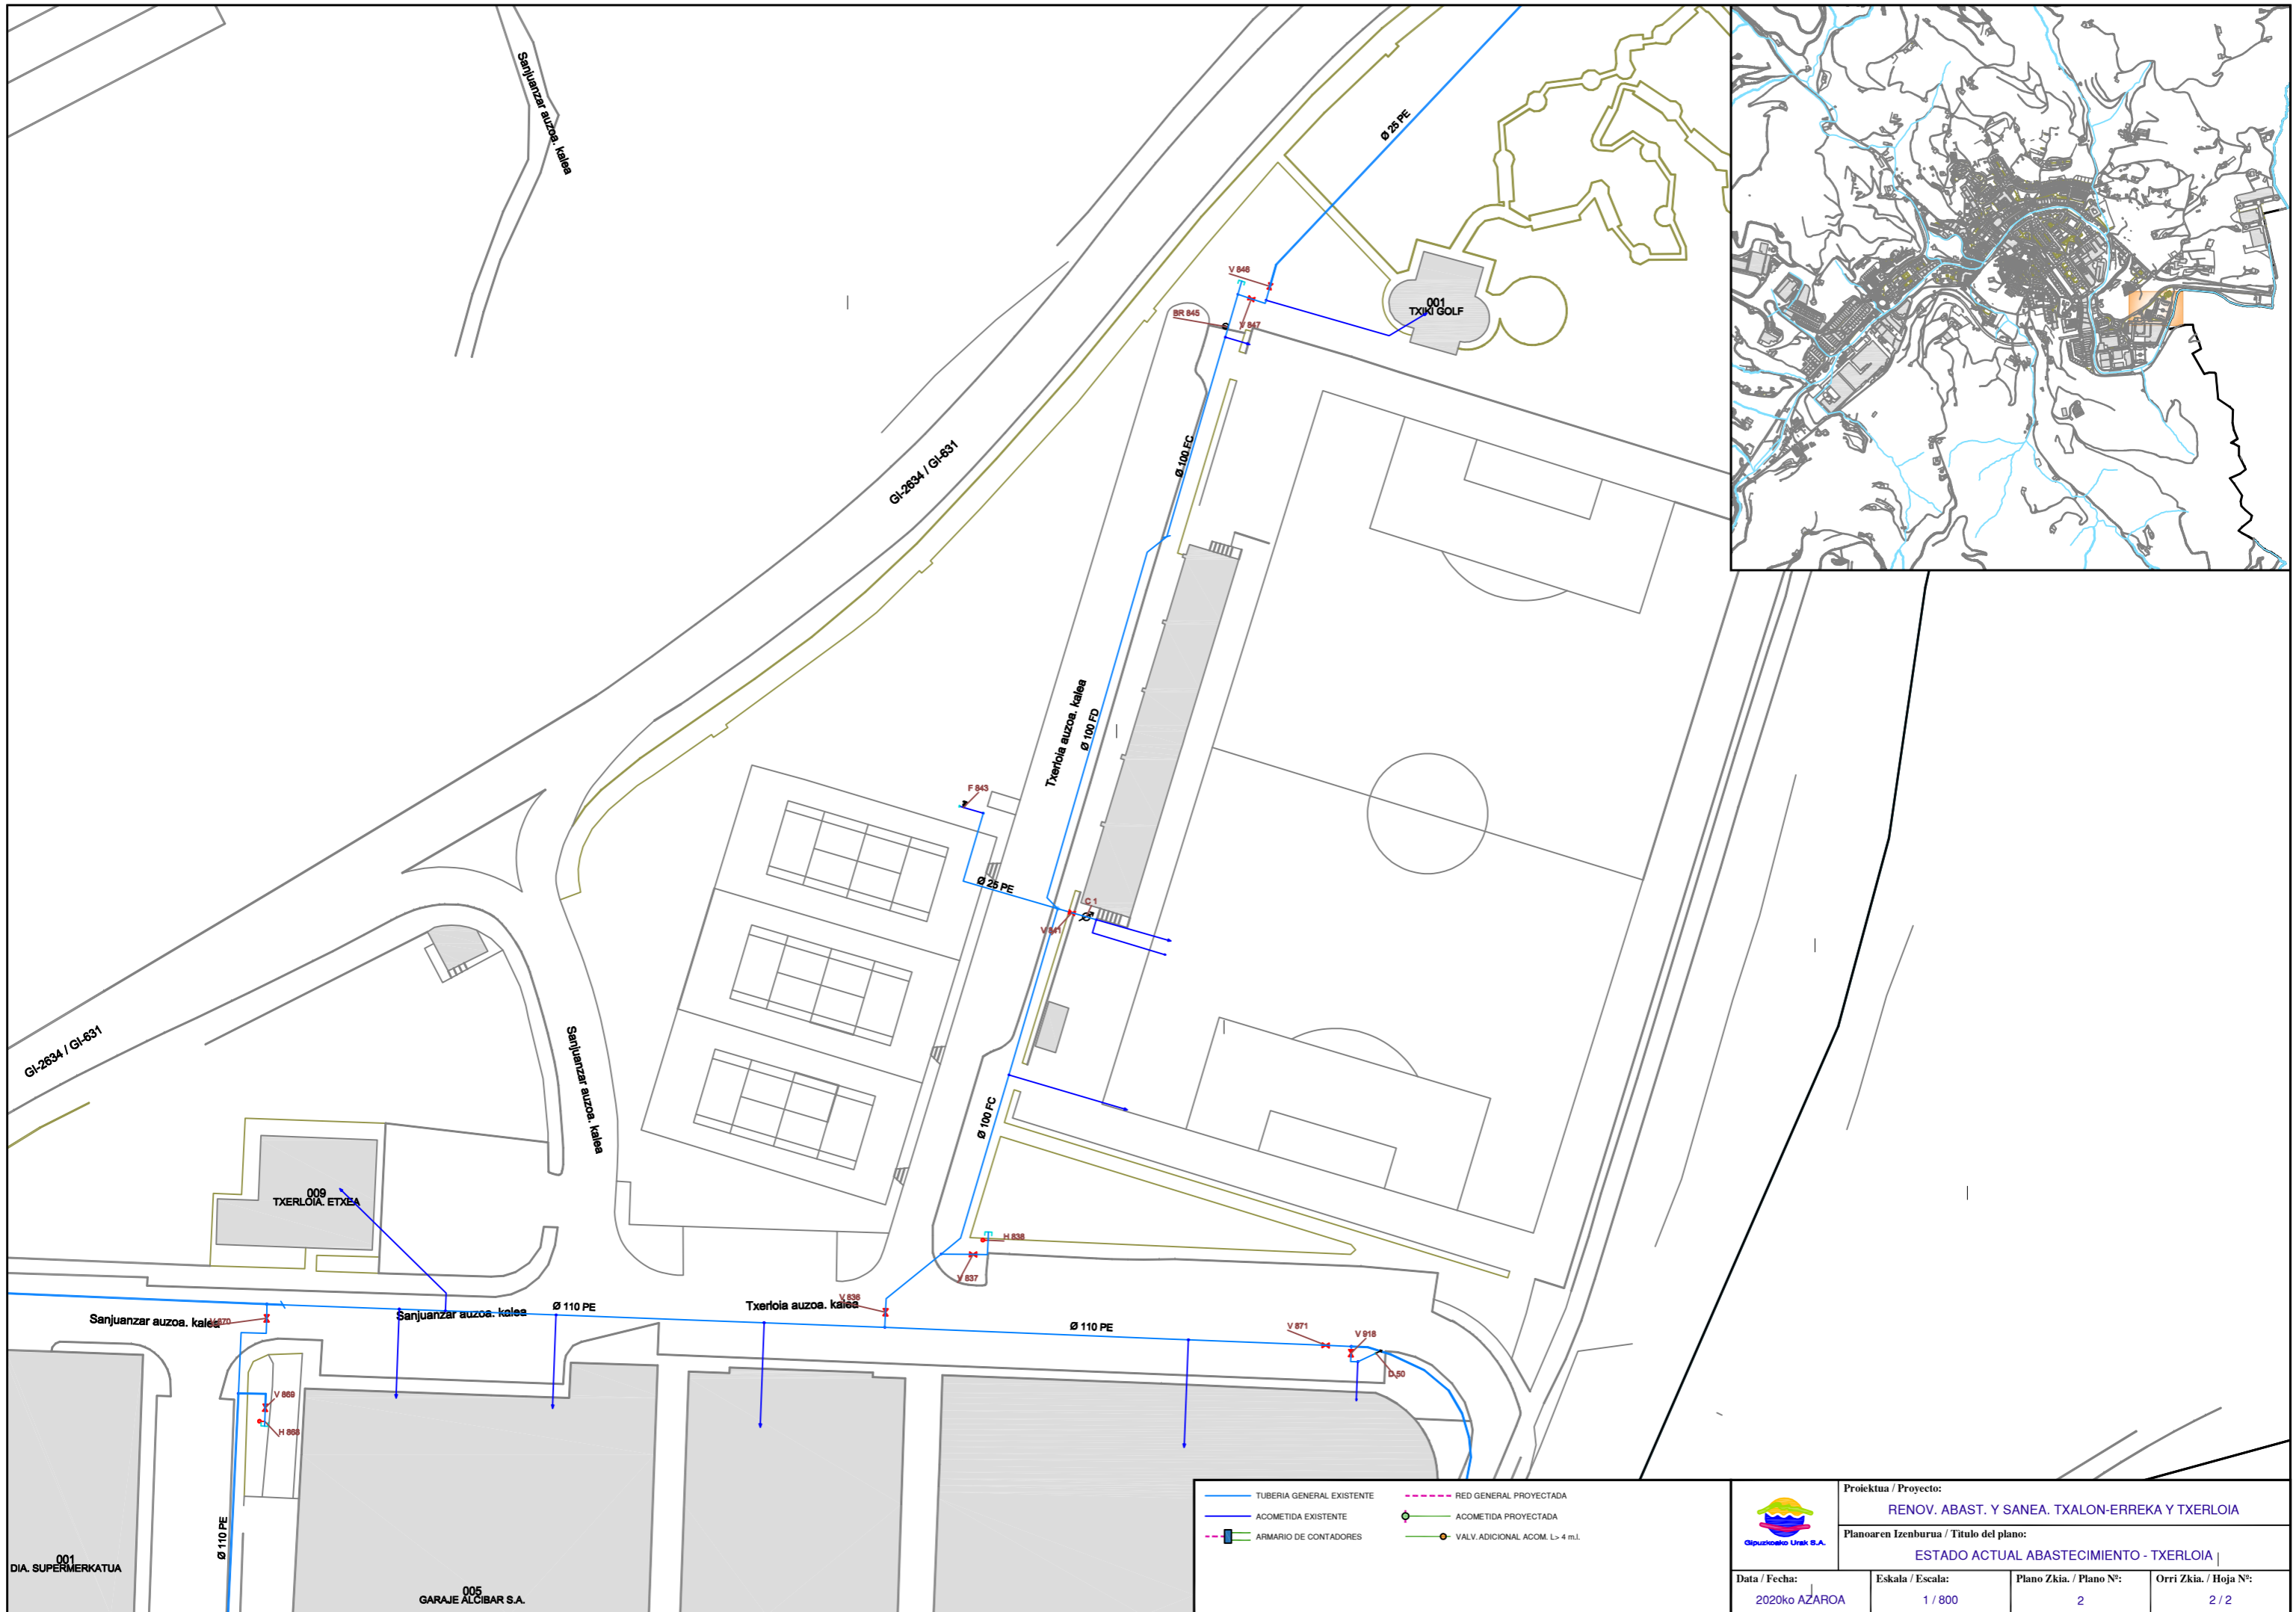 Sanjuanzar auzoa. kalea
Ø 25 PE
V 848
001
TXIKI GOLF
BR 845
V 847
GI-2634 / GI-631
Ø 100 FC
Txerloia auzoa. kalea
Ø 100 FD
F 843
Ø 25 PE
C 1
V 841
GI-2634 / GI-631
Sanjuanzar auzoa. kalea
Ø 100 FC
009
TXERLOIA. ETXEA
H 838
V 837
V 836
Sanjuanzar auzoa. kalea
V 870
Sanjuanzar auzoa. kalea
Ø 110 PE
Txerloia auzoa. kalea
Ø 110 PE
V 871
V 918
D 50
V 869
H 868
Ø 110 PE
001
DIA. SUPERMERKATUA
005
GARAJE ALCIBAR S.A.
TUBERIA GENERAL EXISTENTE
RED GENERAL PROYECTADA
ACOMETIDA EXISTENTE
ACOMETIDA PROYECTADA
ARMARIO DE CONTADORES
VALV. ADICIONAL ACOM. L> 4 m.l.
Gipuzkoako Urak S.A.
Proiektua / Proyecto:
RENOV. ABAST. Y SANEA. TXALON-ERREKA Y TXERLOIA
Planoaren Izenburua / Titulo del plano:
ESTADO ACTUAL ABASTECIMIENTO - TXERLOIA
Data / Fecha:
2020ko AZAROA
Eskala / Escala:
1 / 800
Plano Zkia. / Plano Nº:
2
Orri Zkia. / Hoja Nº:
2 / 2